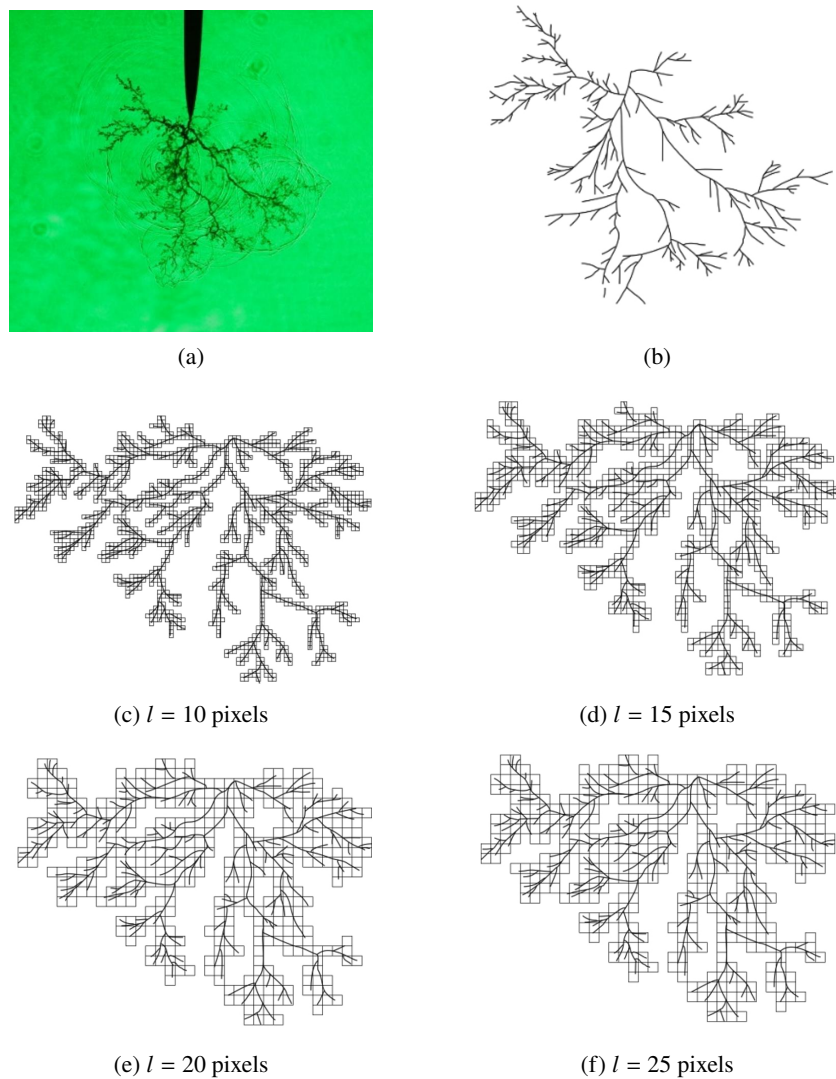 (a)
(b)
(c) l = 10 pixels
(d) l = 15 pixels
(e) l = 20 pixels
(f) l = 25 pixels